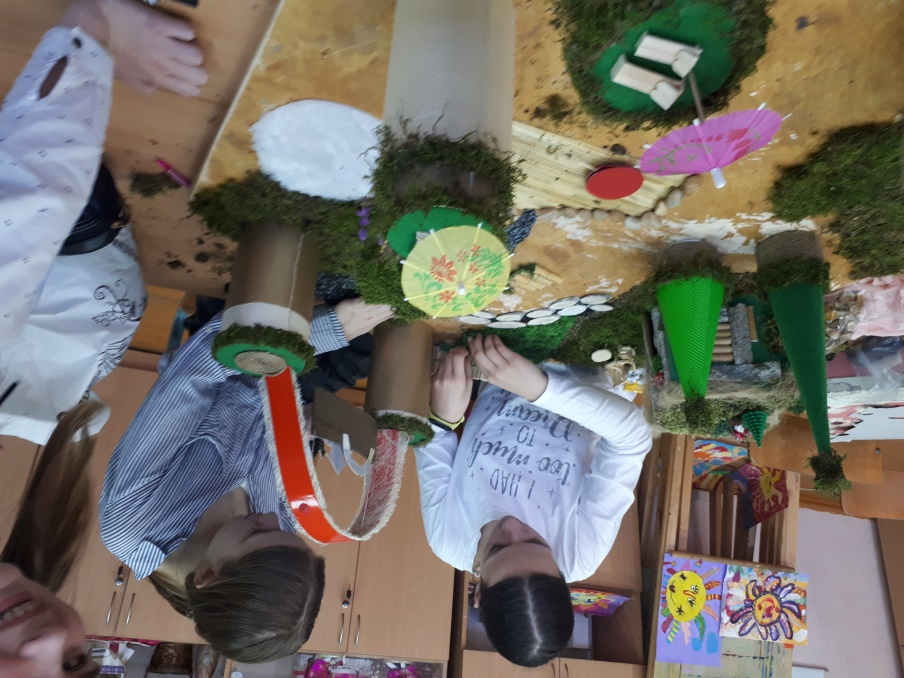 I HAD
too much
TO
Dream